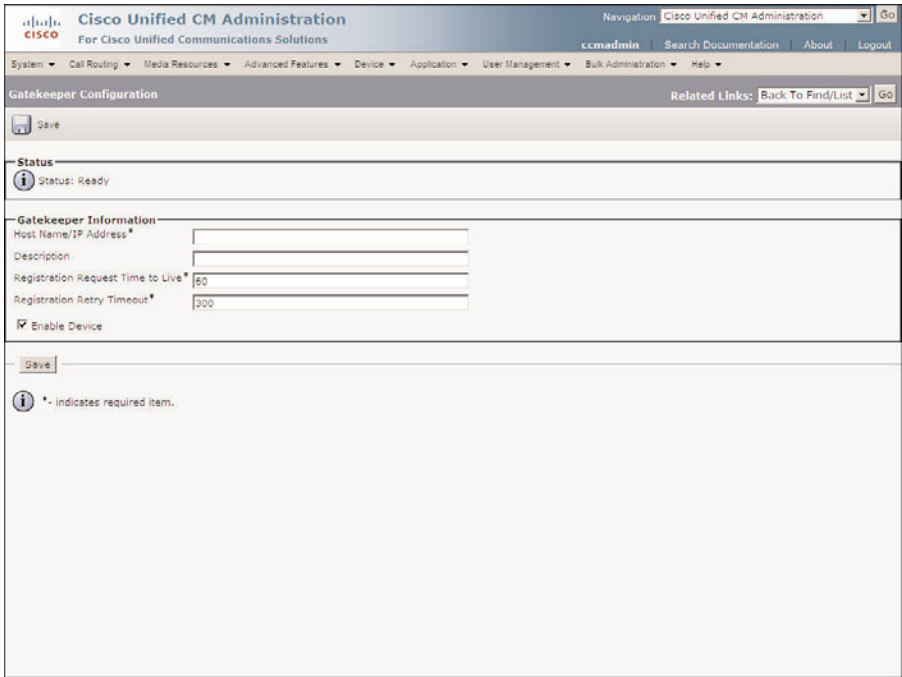 cisco
Cisco Unified CM Administration
For Cisco Unified Communications Solutions
Navigation Cisco Unified CM Administration Go
ccmadmin | Search Documentation | About | Logout
System Call Routing Media Resources Advanced Features Device Application User Management Bulk Administration Help
Gatekeeper Configuration
Related Links: Back To Find/List Go
Save
Status
Status: Ready
Gatekeeper Information
Host Name/IP Address*
Description
Registration Request Time to Live* 60
Registration Retry Timeout* 300
Enable Device
Save
*- indicates required item.